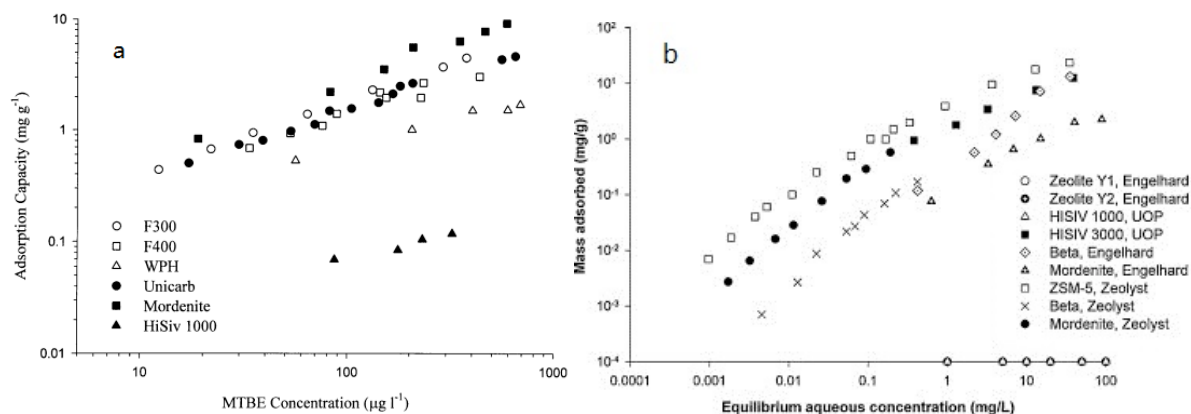 a
Adsorption Capacity (mg g⁻¹)
10
1
0.1
0.01
F300
F400
WPH
Unicarb
Mordenite
HiSiv 1000
10
100
1000
MTBE Concentration (µg l⁻¹)
b
Mass adsorbed (mg/g)
10²
10¹
10⁰
10⁻¹
10⁻²
10⁻³
10⁻⁴
Zeolite Y1, Engelhard
Zeolite Y2, Engelhard
HISIV 1000, UOP
HISIV 3000, UOP
Beta, Engelhard
Mordenite, Engelhard
ZSM-5, Zeolyst
Beta, Zeolyst
Mordenite, Zeolyst
0.0001
0.001
0.01
0.1
1
10
100
Equilibrium aqueous concentration (mg/L)